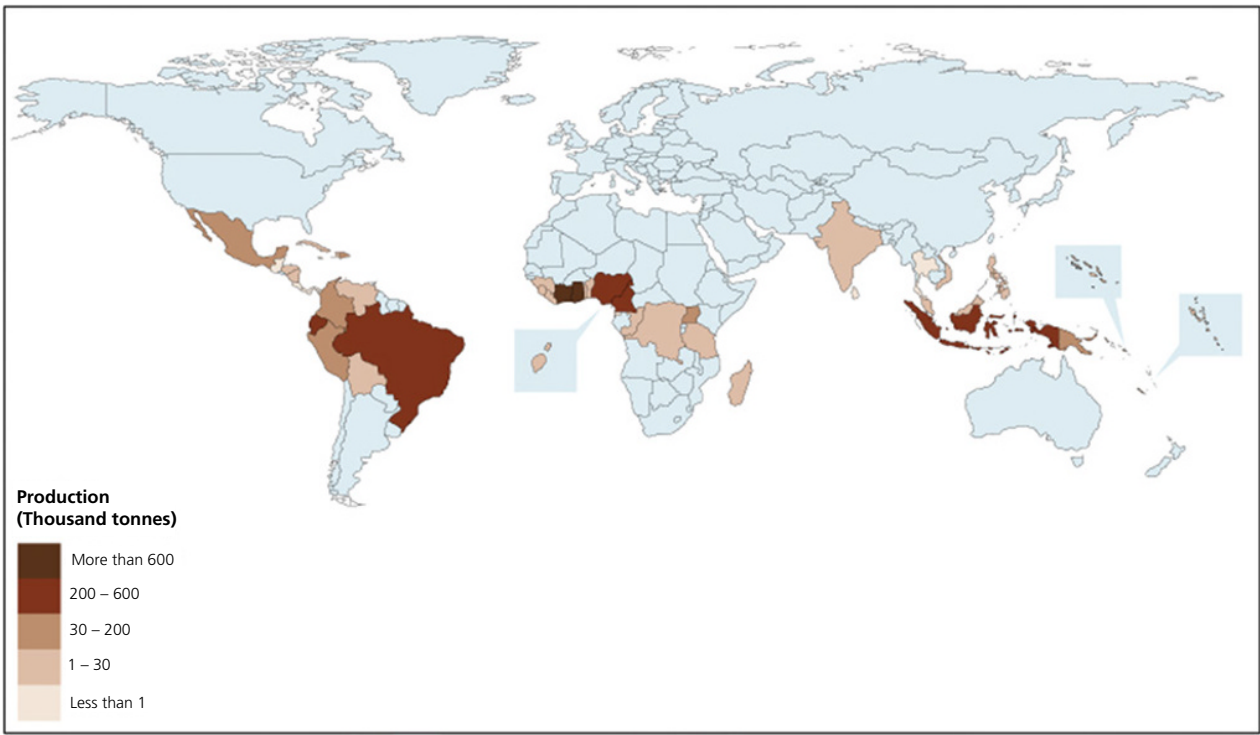 Production
(Thousand tonnes)
More than 600
200 – 600
30 – 200
1 – 30
Less than 1